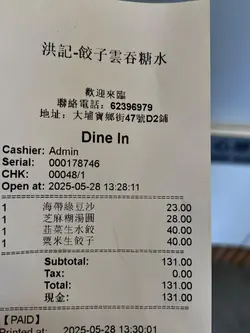 洪記-餃子雲吞糖水
歡迎來臨
聯絡電話： 62396979
地址： 大埔寶鄉街47號D2舖
Dine In
Cashier: Admin
Serial: 000178746
CHK: 00048/1
Open at: 2025-05-28 13:28:11
1 海帶綠豆沙 23.00
1 芝麻糊湯圓 28.00
1 韮菜生水餃 40.00
1 粟米生餃子 40.00
Subtotal: 131.00
Tax: 0.00
Total: 131.00
現金: 131.00
[PAID]
Printed at: 2025-05-28 13:30:01